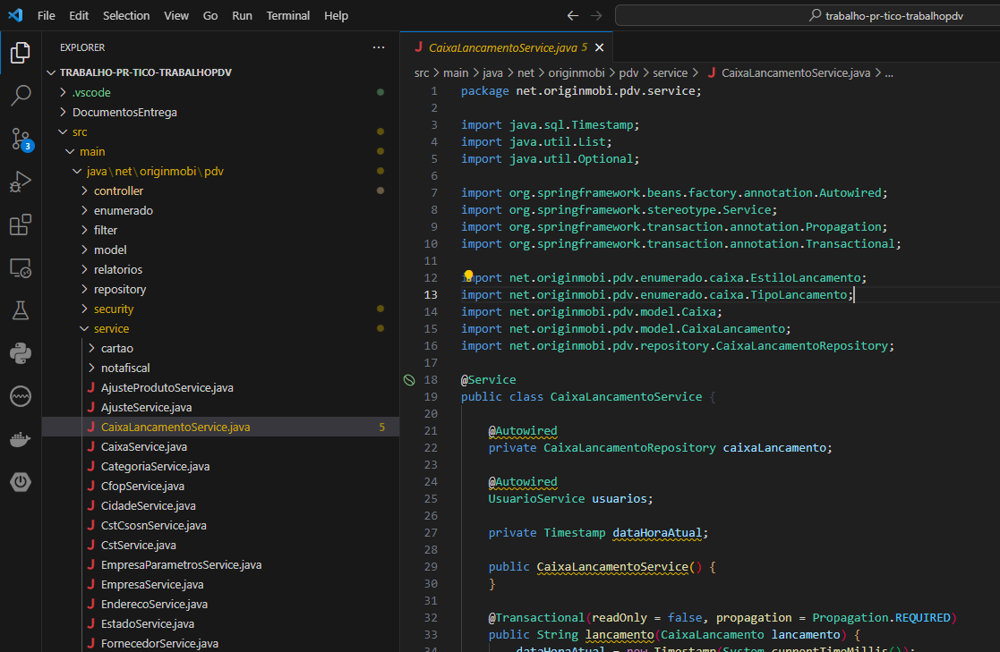 File Edit Selection View Go Run Terminal Help
trabalho-pr-tico-trabalhopdv
EXPLORER
TRABALHO-PR-TICO-TRABALHOPDV
.vscode
DocumentosEntrega
src
main
java\net\originmobi\pdv
controller
enumerado
filter
model
relatorios
repository
security
service
cartao
notafiscal
AjusteProdutoService.java
AjusteService.java
CaixaLancamentoService.java 5
CaixaService.java
CategoriaService.java
CfopService.java
CidadeService.java
CstCsosnService.java
CstService.java
EmpresaParametrosService.java
EmpresaService.java
EnderecoService.java
EstadoService.java
FornecedorService.java
3
CaixaLancamentoService.java 5
src > main > java > net > originmobi > pdv > service > CaixaLancamentoService.java > ...
1 package net.originmobi.pdv.service;
2
3 import java.sql.Timestamp;
4 import java.util.List;
5 import java.util.Optional;
6
7 import org.springframework.beans.factory.annotation.Autowired;
8 import org.springframework.stereotype.Service;
9 import org.springframework.transaction.annotation.Propagation;
10 import org.springframework.transaction.annotation.Transactional;
11
12 import net.originmobi.pdv.enumerado.caixa.EstiloLancamento;
13 import net.originmobi.pdv.enumerado.caixa.TipoLancamento;
14 import net.originmobi.pdv.model.Caixa;
15 import net.originmobi.pdv.model.CaixaLancamento;
16 import net.originmobi.pdv.repository.CaixaLancamentoRepository;
17
18 @Service
19 public class CaixaLancamentoService {
20
21 @Autowired
22 private CaixaLancamentoRepository caixaLancamento;
23
24 @Autowired
25 UsuarioService usuarios;
26
27 private Timestamp dataHoraAtual;
28
29 public CaixaLancamentoService() {
30 }
31
32 @Transactional(readOnly = false, propagation = Propagation.REQUIRED)
33 public String lancamento(CaixaLancamento lancamento) {
34 dataHoraAtual = new Timestamp(System.currentTimeMillis());